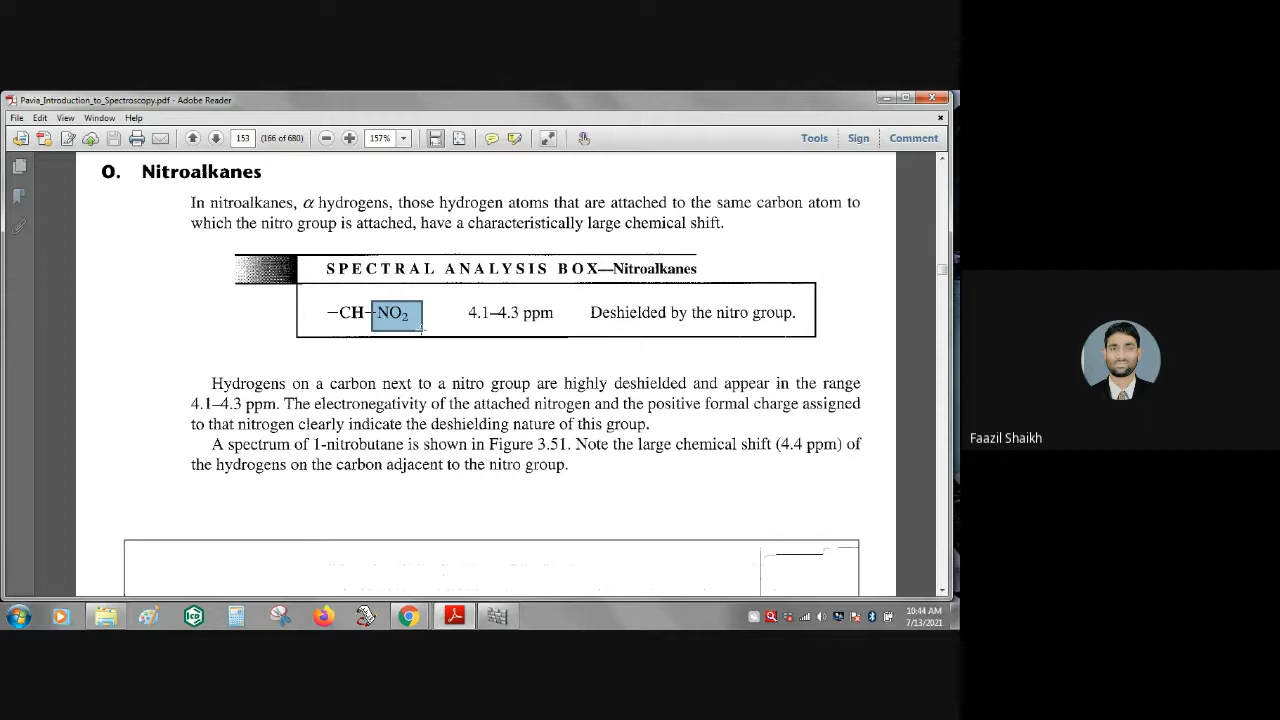 Pavia_Introduction_to_Spectroscopy.pdf - Adobe Reader
File Edit View Window Help
153 (166 of 680) 157% Tools Sign Comment
O. Nitroalkanes
In nitroalkanes, α hydrogens, those hydrogen atoms that are attached to the same carbon atom to
which the nitro group is attached, have a characteristically large chemical shift.
SPECTRAL ANALYSIS BOX—Nitroalkanes
–CH–NO₂ 4.1–4.3 ppm Deshielded by the nitro group.
Hydrogens on a carbon next to a nitro group are highly deshielded and appear in the range
4.1–4.3 ppm. The electronegativity of the attached nitrogen and the positive formal charge assigned
to that nitrogen clearly indicate the deshielding nature of this group.
A spectrum of 1-nitrobutane is shown in Figure 3.51. Note the large chemical shift (4.4 ppm) of
the hydrogens on the carbon adjacent to the nitro group.
Faazil Shaikh
10:44 AM
7/13/2021